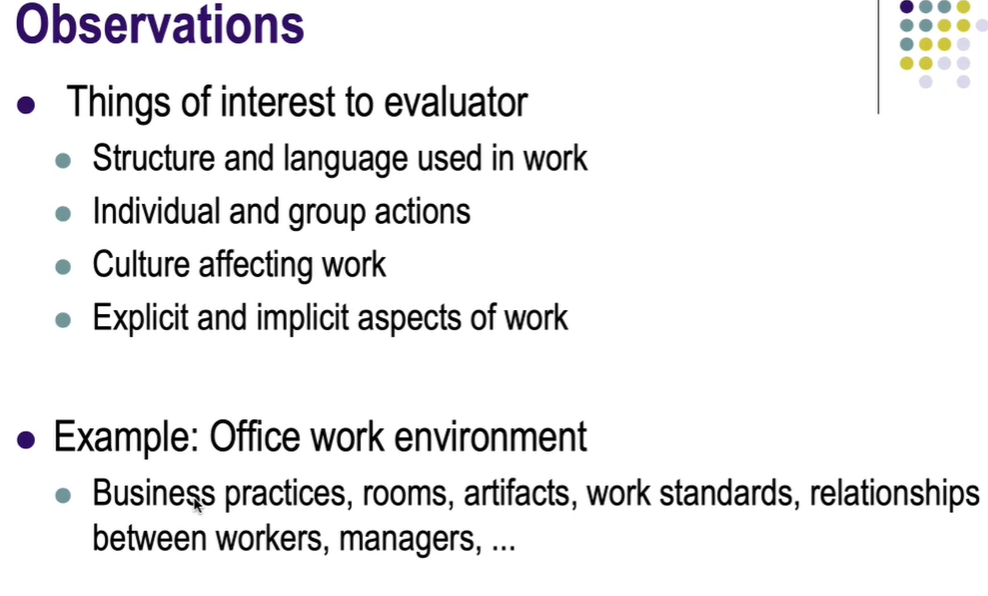 Observations
Things of interest to evaluator
Structure and language used in work
Individual and group actions
Culture affecting work
Explicit and implicit aspects of work
Example: Office work environment
Business practices, rooms, artifacts, work standards, relationships
between workers, managers, ...